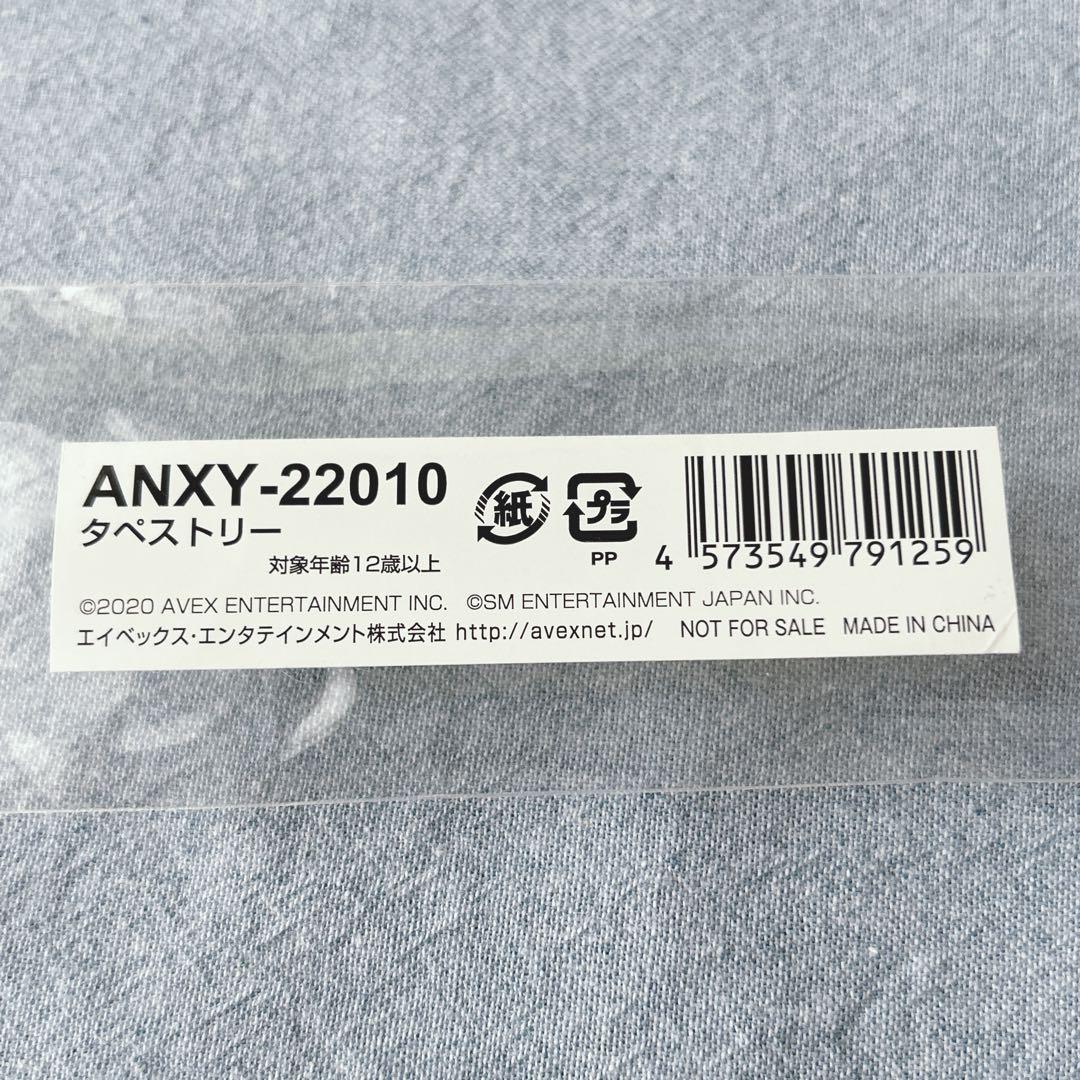 ANXY-22010
タペストリー
対象年齢12歳以上
紙
プラ
PP
4 573549 791259
©2020 AVEX ENTERTAINMENT INC. ©SM ENTERTAINMENT JAPAN INC.
エイベックス・エンタテインメント株式会社 http://avexnet.jp/ NOT FOR SALE MADE IN CHINA